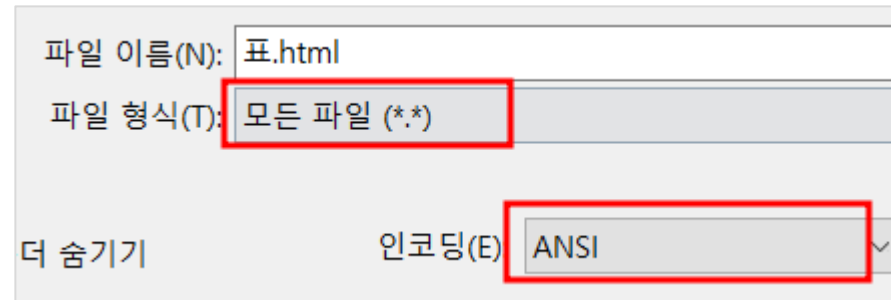 파일 이름(N): 표.html
파일 형식(T): 모든 파일 (*.*)
더 숨기기 인코딩(E) ANSI